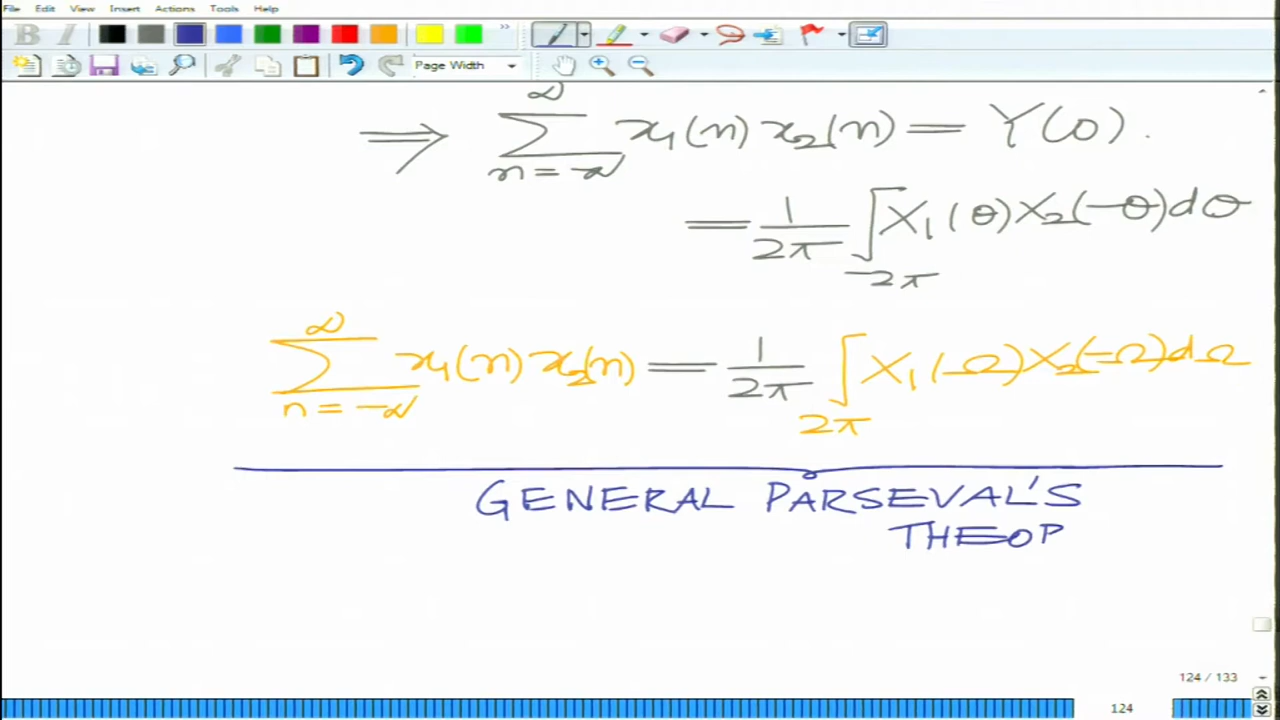 File Edit View Insert Actions Tools Help
B I
Page Width
⟹ ∞ ∑ n=-∞ x₁(n) x₂(n) = Y(0).
= 1/2π ∫ 2π X₁(θ) X₂(-θ) dθ
∞ ∑ n=-∞ x₁(n) x₂(n) = 1/2π ∫ 2π X₁(Ω) X₂(-Ω) dΩ
GENERAL PARSEVAL'S
THEOP
124 / 133
124